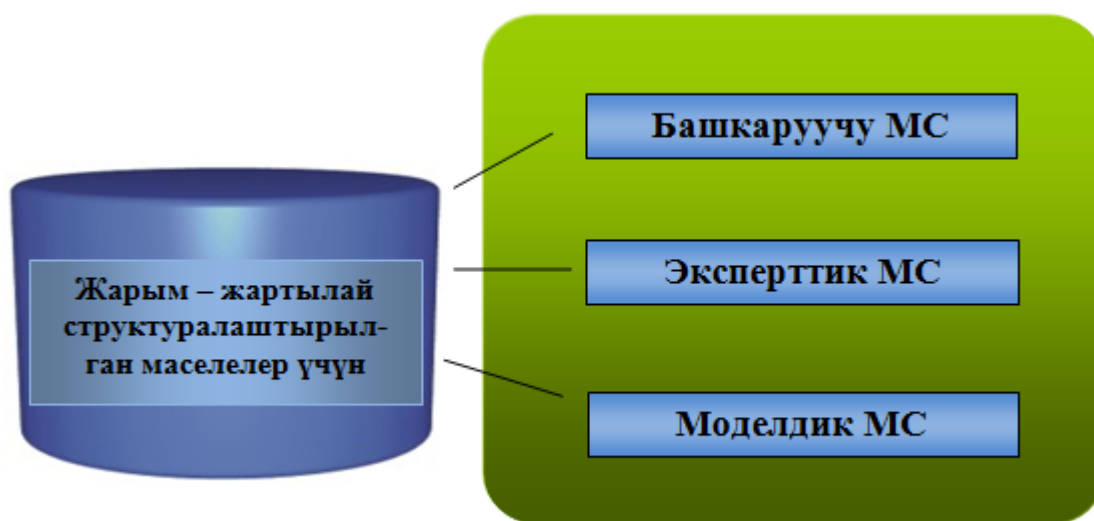 Башкаруучу МС
Жарым – жартылай
структуралаштырыл-
ган маселелер үчүн
Эксперттик МС
Моделдик МС